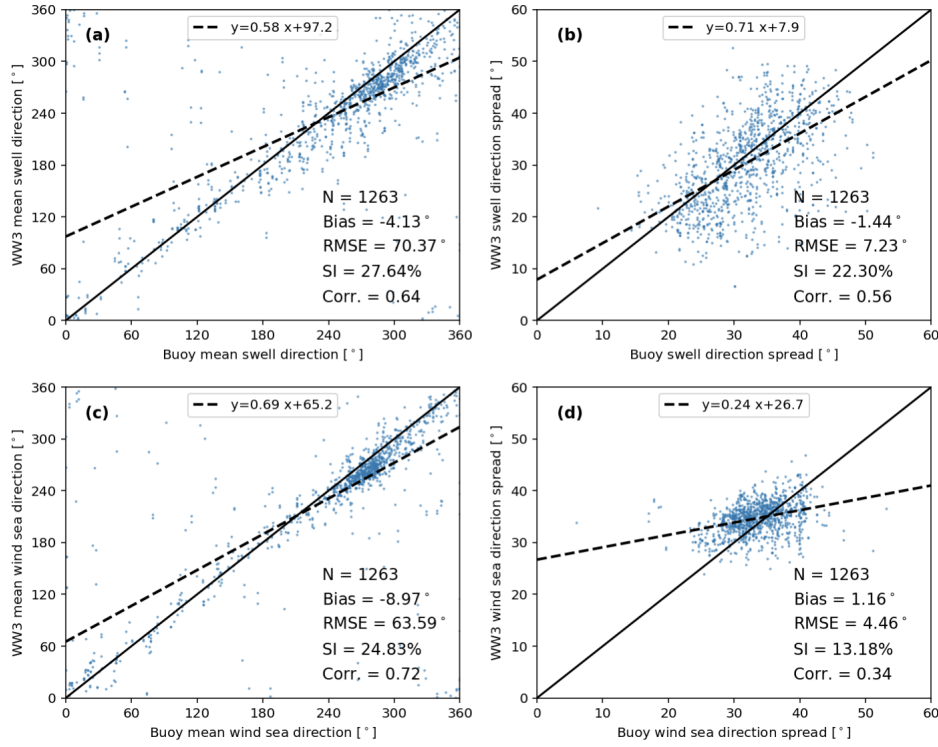 (a)
y=0.58 x+97.2
N = 1263
Bias = -4.13°
RMSE = 70.37°
SI = 27.64%
Corr. = 0.64
WW3 mean swell direction [°]
360
300
240
180
120
60
0
0 60 120 180 240 300 360
Buoy mean swell direction [°]
(b)
y=0.71 x+7.9
N = 1263
Bias = -1.44°
RMSE = 7.23°
SI = 22.30%
Corr. = 0.56
WW3 swell direction spread [°]
60
50
40
30
20
10
0
0 10 20 30 40 50 60
Buoy swell direction spread [°]
(c)
y=0.69 x+65.2
N = 1263
Bias = -8.97°
RMSE = 63.59°
SI = 24.83%
Corr. = 0.72
WW3 mean wind sea direction [°]
360
300
240
180
120
60
0
0 60 120 180 240 300 360
Buoy mean wind sea direction [°]
(d)
y=0.24 x+26.7
N = 1263
Bias = 1.16°
RMSE = 4.46°
SI = 13.18%
Corr. = 0.34
WW3 wind sea direction spread [°]
60
50
40
30
20
10
0
0 10 20 30 40 50 60
Buoy wind sea direction spread [°]